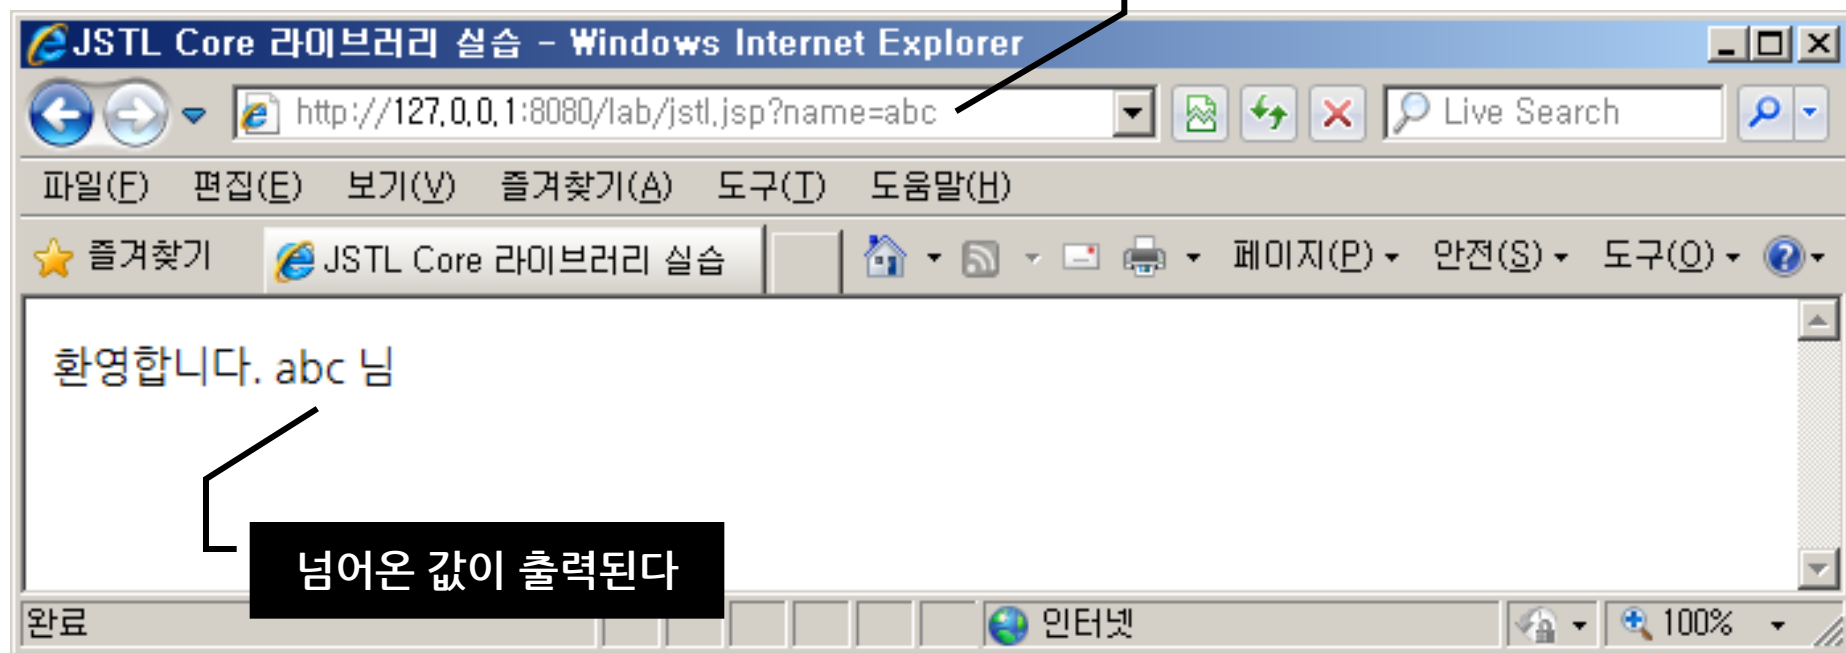 JSTL Core 라이브러리 실습 - Windows Internet Explorer
http://127.0.0.1:8080/lab/jstl.jsp?name=abc Live Search
파일(F) 편집(E) 보기(V) 즐겨찾기(A) 도구(T) 도움말(H)
즐겨찾기 JSTL Core 라이브러리 실습 페이지(P) 안전(S) 도구(O)
환영합니다. abc 님
넘어온 값이 출력된다
완료 인터넷 100%